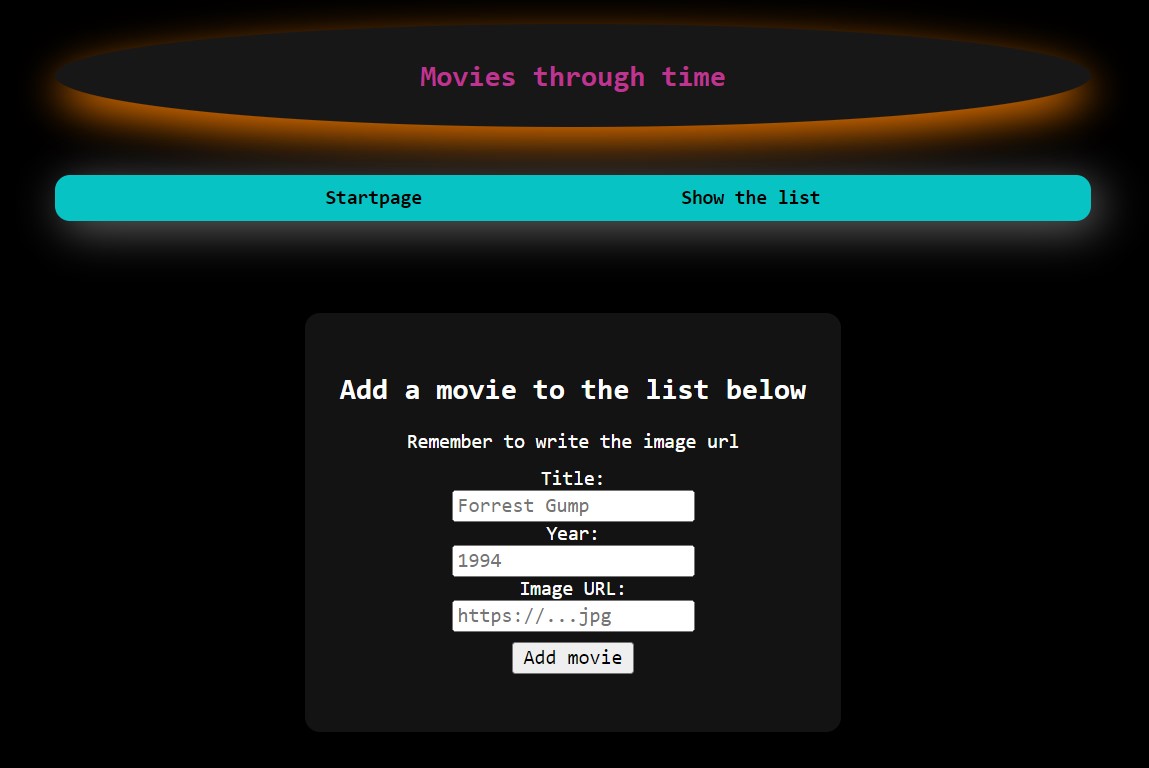 Movies through time
Startpage Show the list
Add a movie to the list below
Remember to write the image url
Title:
Forrest Gump
Year:
1994
Image URL:
https://...jpg
Add movie